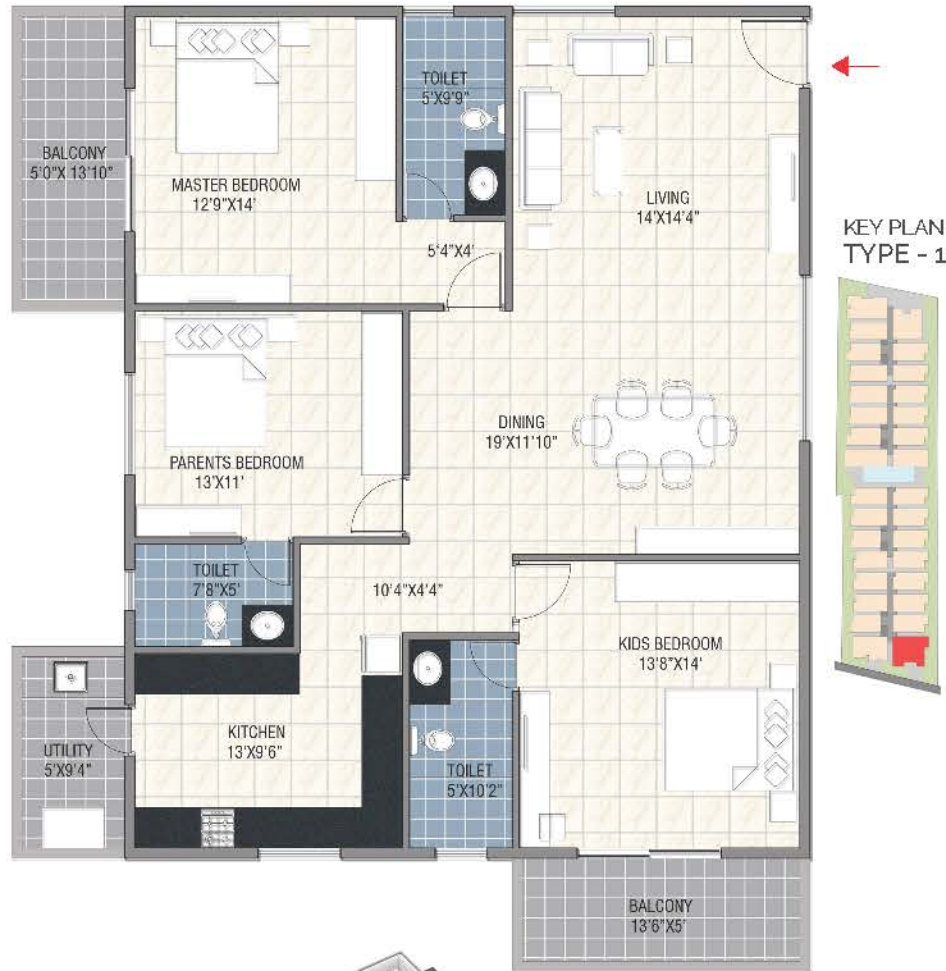 TOILET
5'X9'9"
BALCONY
5'0"X 13'10"
MASTER BEDROOM
12'9"X14'
LIVING
14'X14'4"
5'4"X4'
KEY PLAN
TYPE - 1
DINING
19'X11'10"
PARENTS BEDROOM
13'X11'
TOILET
7'8"X5'
10'4"X4'4"
KIDS BEDROOM
13'8"X14'
KITCHEN
13'X9'6"
UTILITY
5'X9'4"
TOILET
5'X10'2"
BALCONY
13'6"X5'